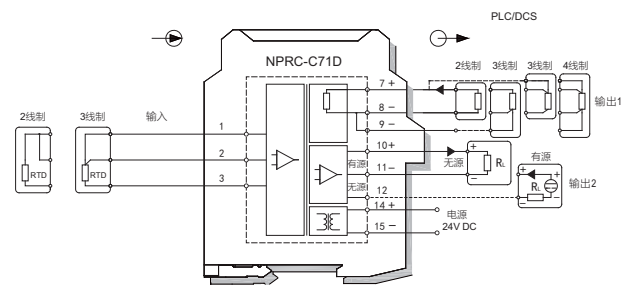 PLC/DCS
NPRC-C71D
2线制 3线制 3线制 4线制
输出1
7 +
8 −
9 −
2线制 3线制 输入
RTD RTD
1
2
3
10+
有源
无源
11−
12
无源
RL
有源
RL
输出2
14 +
电源
15 −
24V DC